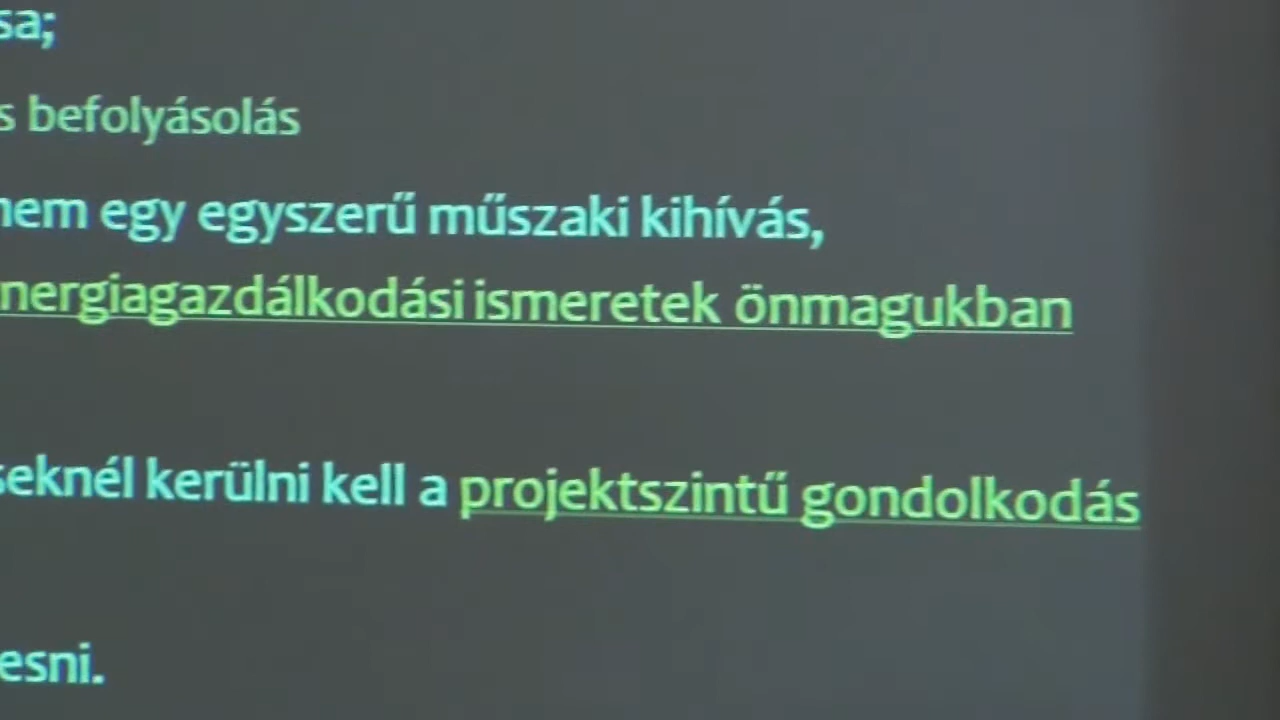 sa;
s befolyásolás
nem egy egyszerű műszaki kihívás,
nergiagazdálkodási ismeretek önmagukban
seknél kerülni kell a projektszintű gondolkodás
esni.